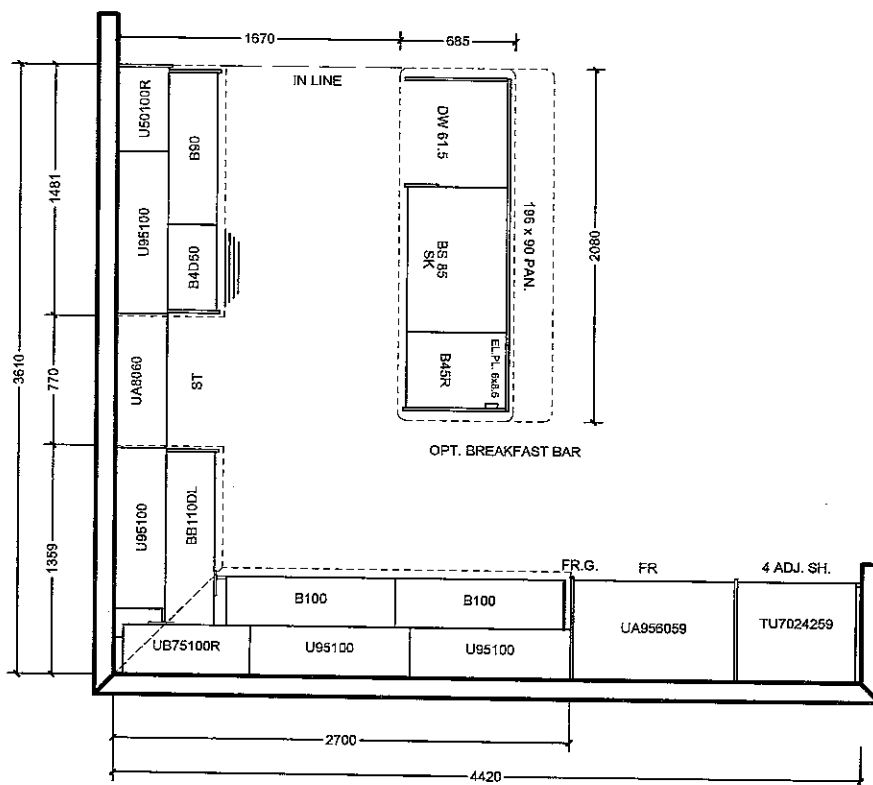 1670
685
IN LINE
U50100R
B90
DW 61.5
1481
U95100
B4D50
BS 85
SK
196 x 90 PAN.
2080
3610
770
UA8060
ST
B45R
EL.PL. 6x8.5
OPT. BREAKFAST BAR
1359
U95100
BB110DL
FR.G.
FR
4 ADJ. SH.
B100
B100
UA956059
TU7024259
UB75100R
U95100
U95100
2700
4420